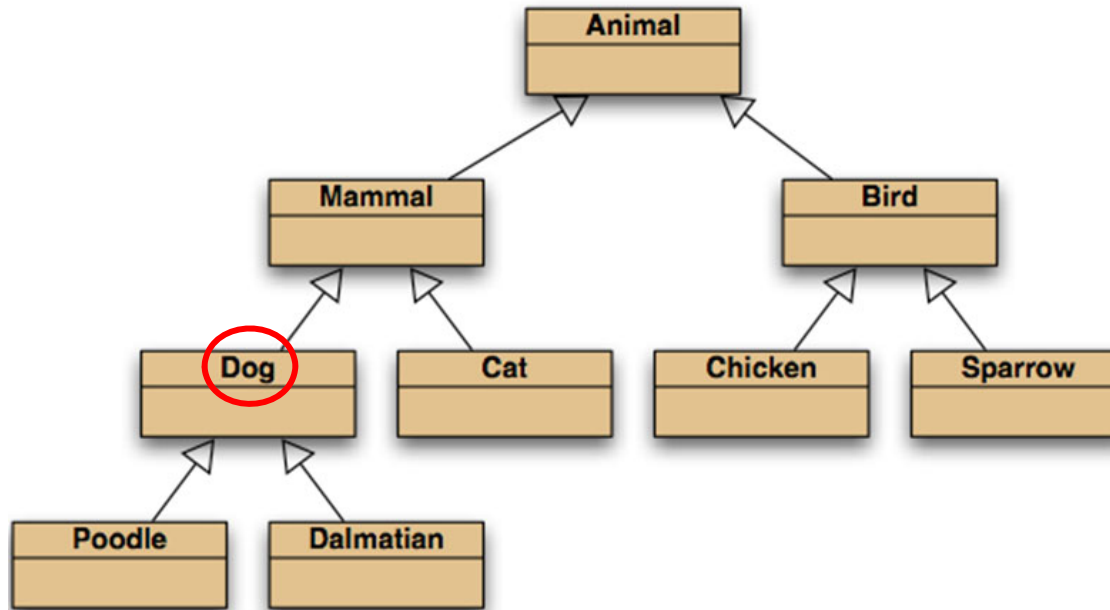 Animal
Mammal
Bird
Dog
Cat
Chicken
Sparrow
Poodle
Dalmatian